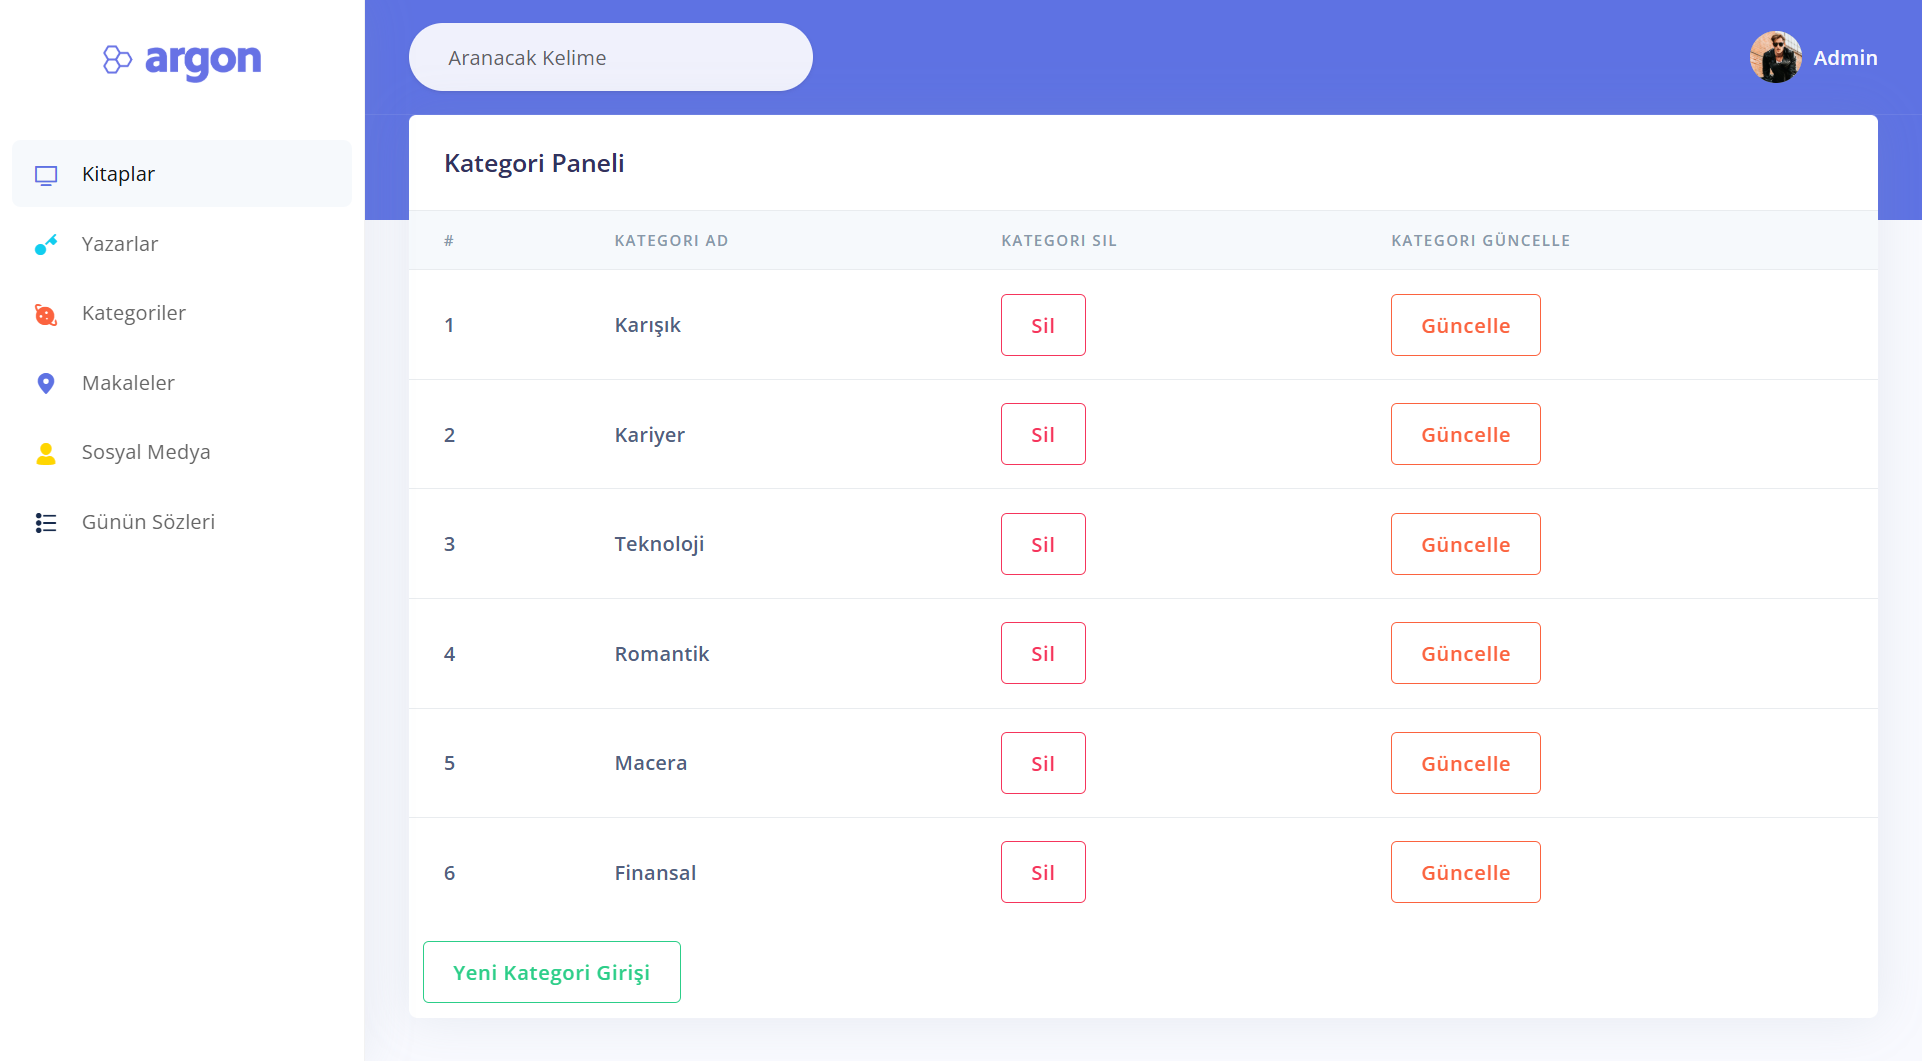 argon
Aranacak Kelime
Admin
Kitaplar
Yazarlar
Kategoriler
Makaleler
Sosyal Medya
Günün Sözleri
Kategori Paneli
# KATEGORI AD KATEGORI SIL KATEGORI GÜNCELLE
1 Karışık Sil Güncelle
2 Kariyer Sil Güncelle
3 Teknoloji Sil Güncelle
4 Romantik Sil Güncelle
5 Macera Sil Güncelle
6 Finansal Sil Güncelle
Yeni Kategori Girişi